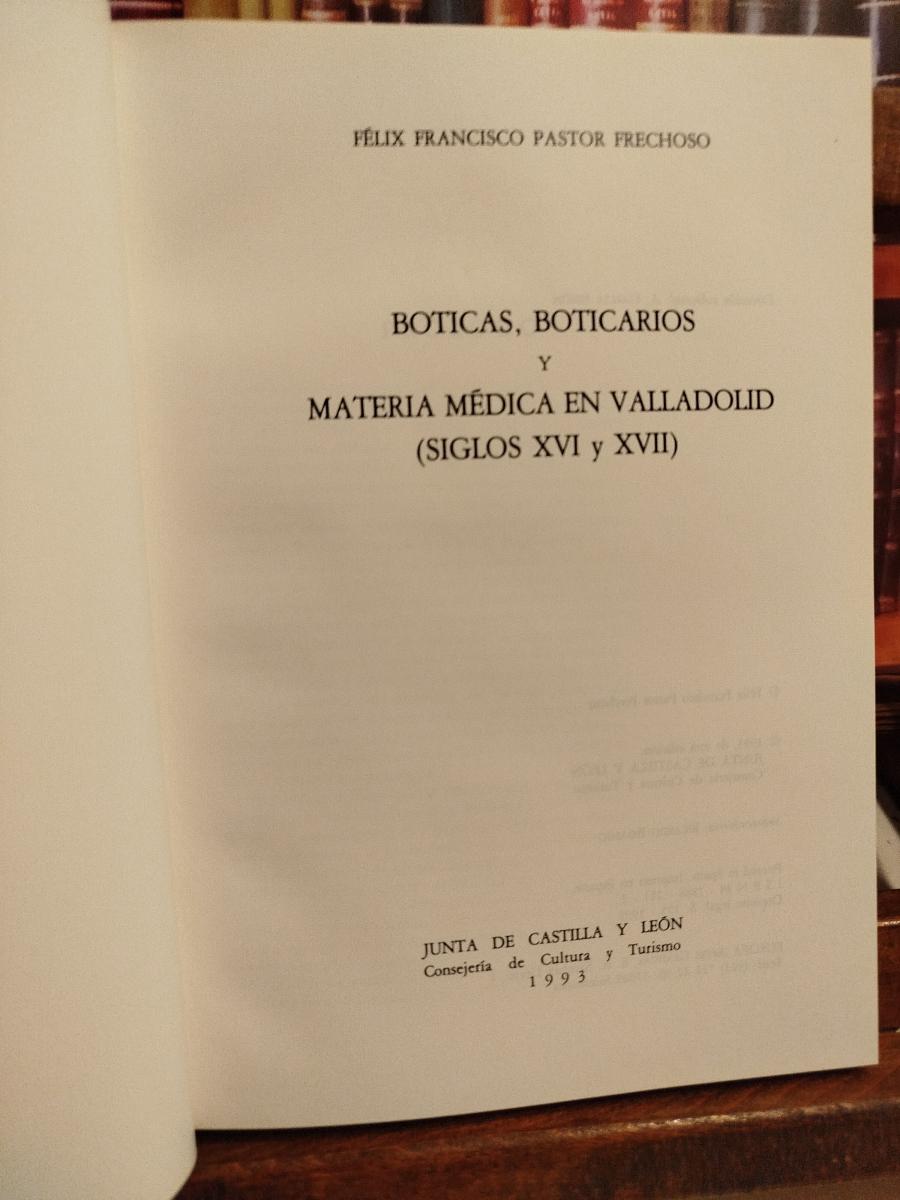 FÉLIX FRANCISCO PASTOR FRECHOSO
BOTICAS, BOTICARIOS
Y
MATERIA MÉDICA EN VALLADOLID
(SIGLOS XVI y XVII)
JUNTA DE CASTILLA Y LEÓN
Consejería de Cultura y Turismo
1993